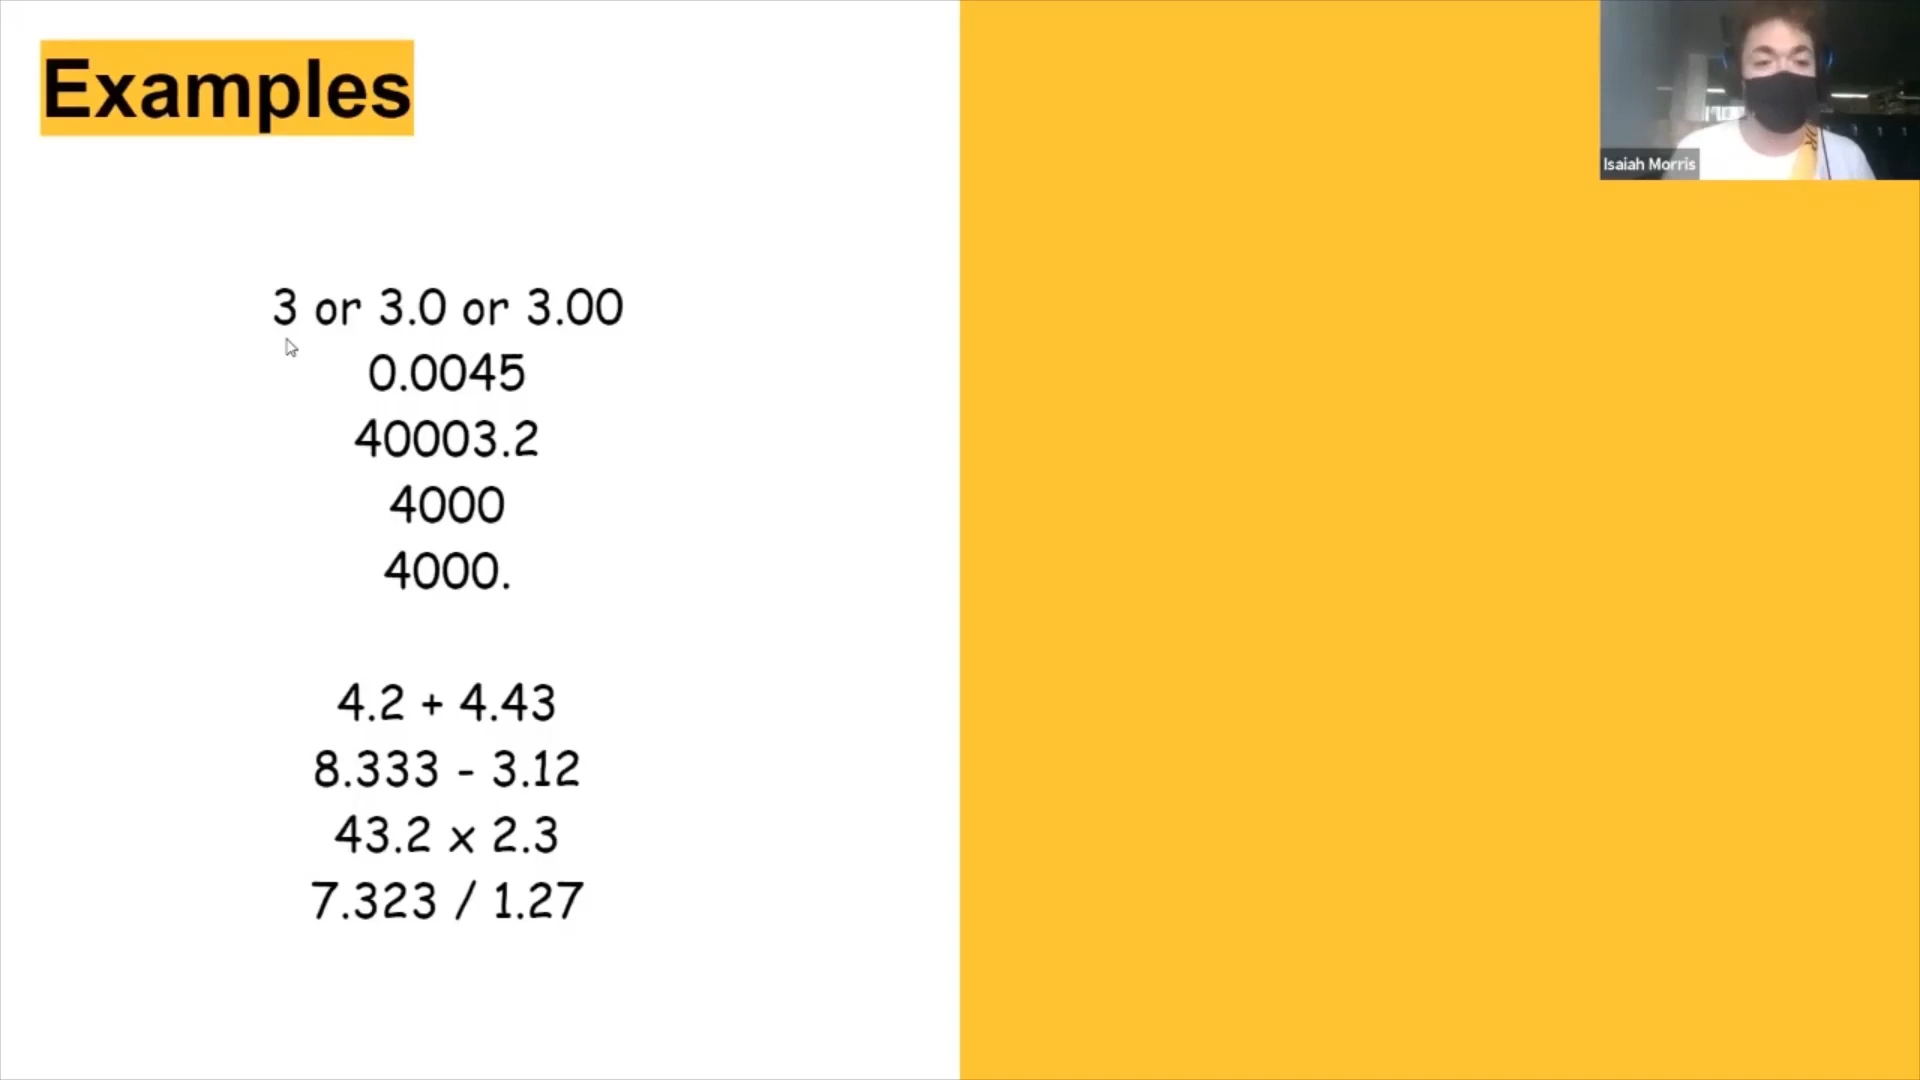 Examples
Isaiah Morris
3 or 3.0 or 3.00
0.0045
40003.2
4000
4000.
4.2 + 4.43
8.333 - 3.12
43.2 x 2.3
7.323 / 1.27